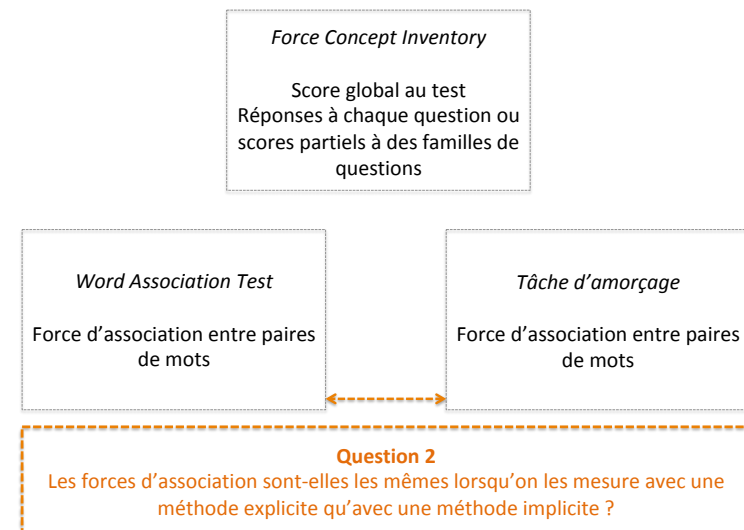 Force Concept Inventory
Score global au test
Réponses à chaque question ou
scores partiels à des familles de
questions
Word Association Test
Force d’association entre paires
de mots
Tâche d’amorçage
Force d’association entre paires
de mots
Question 2
Les forces d’association sont-elles les mêmes lorsqu’on les mesure avec une
méthode explicite qu’avec une méthode implicite ?